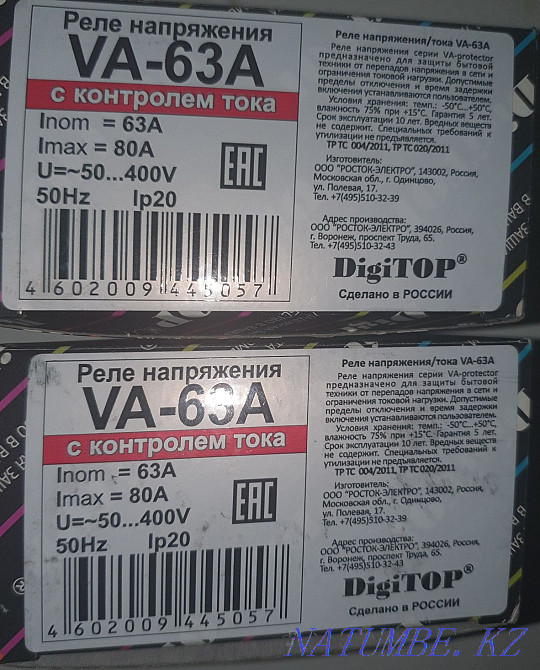 Реле напряжения
VA-63A
с контролем тока
Inom = 63A
Imax = 80A
U=~50...400V
50Hz Ip20
EAC
4 602009 445057
Реле напряжения/тока VA-63A
Реле напряжения серии VA-protector
предназначено для защиты бытовой
техники от перепадов напряжения в сети и
ограничения токовой нагрузки. Допустимые
пределы отключения и время задержки
включения устанавливаются пользователем.
Условия хранения: темп.: -50°С...+50°С,
влажность 75% при +15°С. Гарантия 5 лет.
Срок эксплуатации 10 лет. Вредных веществ
не содержит. Специальных требований к
утилизации не предъявляется.
ТР ТС 004/2011, ТР ТС 020/2011
Изготовитель:
ООО "РОСТОК-ЭЛЕКТРО", 143002, Россия,
Московская обл., г. Одинцово,
ул. Полевая, 17.
Тел. +7(495)510-32-39
Адрес производства:
ООО "РОСТОК-ЭЛЕКТРО", 394026, Россия,
г. Воронеж, проспект Труда, 65.
Тел. +7(495)510-32-43
DigiTOP®
Сделано в РОССИИ
Реле напряжения
VA-63A
с контролем тока
Inom = 63A
Imax = 80A
U=~50...400V
50Hz Ip20
EAC
4 602009 445057
Реле напряжения/тока VA-63A
Реле напряжения серии VA-protector
предназначено для защиты бытовой
техники от перепадов напряжения в сети и
ограничения токовой нагрузки. Допустимые
пределы отключения и время задержки
включения устанавливаются пользователем.
Условия хранения: темп.: -50°С...+50°С,
влажность 75% при +15°С. Гарантия 5 лет.
Срок эксплуатации 10 лет. Вредных веществ
не содержит. Специальных требований к
утилизации не предъявляется.
ТР ТС 004/2011, ТР ТС 020/2011
Изготовитель:
ООО "РОСТОК-ЭЛЕКТРО", 143002, Россия,
Московская обл., г. Одинцово,
ул. Полевая, 17.
Тел. +7(495)510-32-39
Адрес производства:
ООО "РОСТОК-ЭЛЕКТРО", 394026, Россия,
г. Воронеж, проспект Труда, 65.
Тел. +7(495)510-32-43
DigiTOP®
Сделано в РОССИИ
NATUMBE.KZ